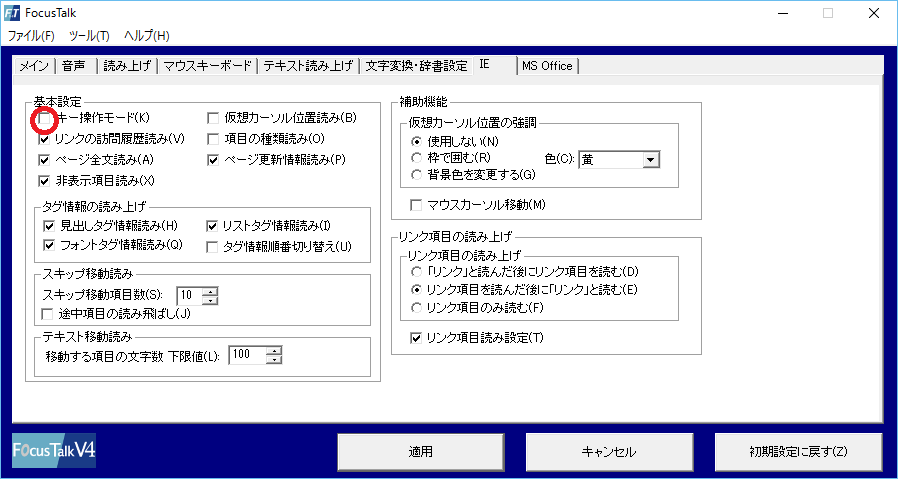 FocusTalk
ファイル(F) ツール(T) ヘルプ(H)
メイン 音声 読み上げ マウスキーボード テキスト読み上げ 文字変換・辞書設定 IE MS Office
基本設定
キー操作モード(K) 仮想カーソル位置読み(B)
リンクの訪問履歴読み(V) 項目の種類読み(O)
ページ全文読み(A) ページ更新情報読み(P)
非表示項目読み(X)
タグ情報の読み上げ
見出しタグ情報読み(H) リストタグ情報読み(I)
フォントタグ情報読み(Q) タグ情報順番切り替え(U)
スキップ移動読み
スキップ移動項目数(S): 10
途中項目の読み飛ばし(J)
テキスト移動読み
移動する項目の文字数 下限値(L): 100
補助機能
仮想カーソル位置の強調
使用しない(N)
枠で囲む(R) 色(C): 黄
背景色を変更する(G)
マウスカーソル移動(M)
リンク項目の読み上げ
リンク項目の読み上げ
「リンク」と読んだ後にリンク項目を読む(D)
リンク項目を読んだ後に「リンク」と読む(E)
リンク項目のみ読む(F)
リンク項目読み設定(T)
FocusTalk V4
適用 キャンセル 初期設定に戻す(Z)